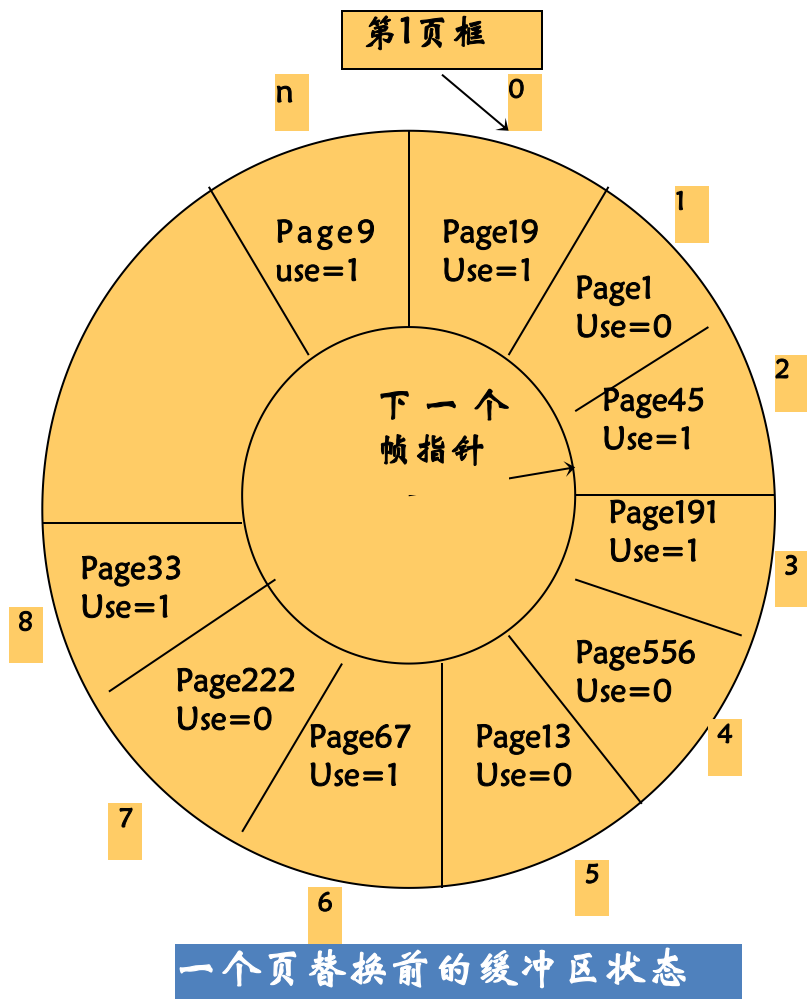 第1页框
n
0
1
Page9
use=1
Page19
Use=1
Page1
Use=0
2
下一个
帧指针
Page45
Use=1
Page191
Use=1
3
Page33
Use=1
8
Page556
Use=0
Page222
Use=0
Page67
Use=1
Page13
Use=0
4
7
5
6
一个页替换前的缓冲区状态